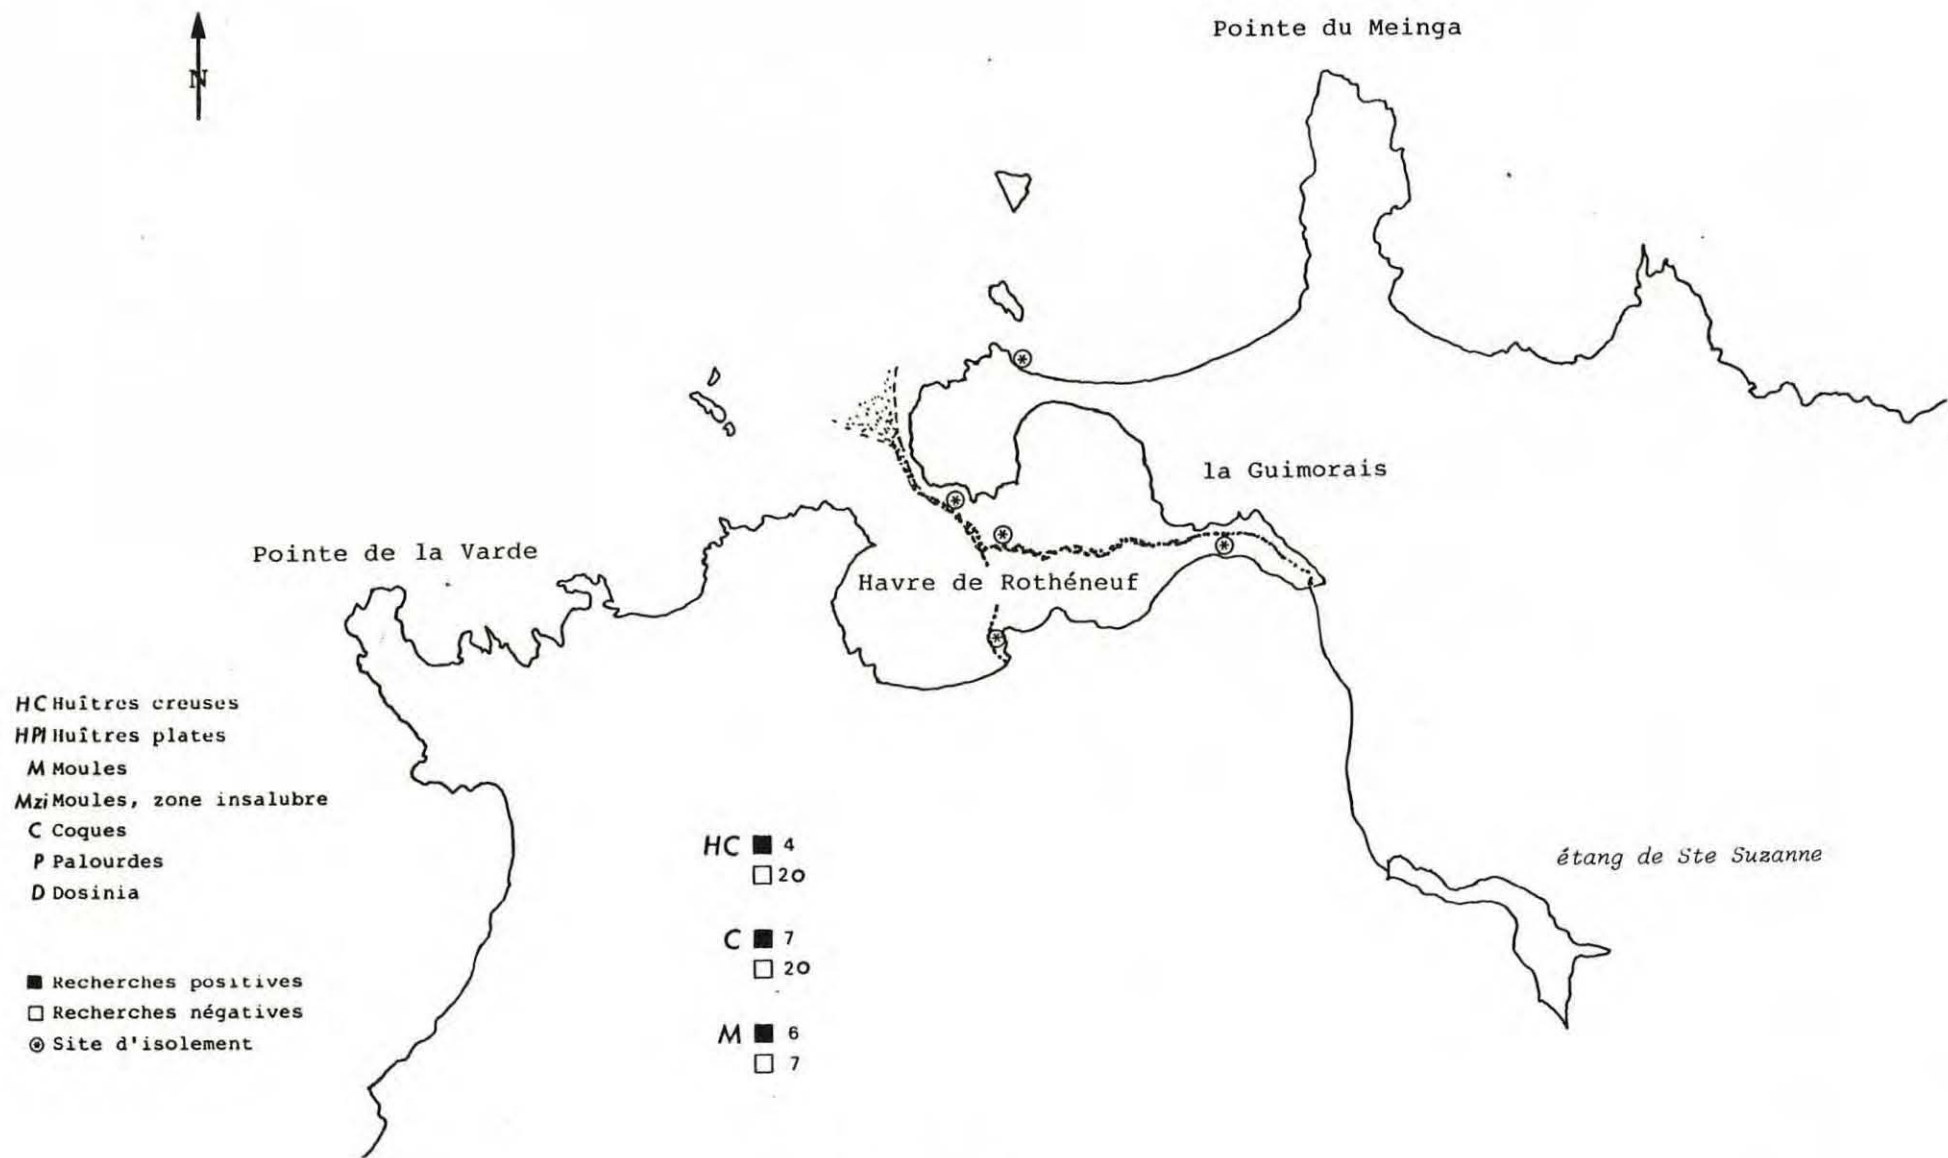 Pointe du Meinga
N
la Guimorais
Pointe de la Varde
Havre de Rothéneuf
HC Huîtres creuses
HPl Huîtres plates
M Moules
Mzi Moules, zone insalubre
C Coques
P Palourdes
D Dosinia
■ Recherches positives
□ Recherches négatives
⊛ Site d'isolement
HC ■ 4
□ 20
C ■ 7
□ 20
M ■ 6
□ 7
étang de Ste Suzanne